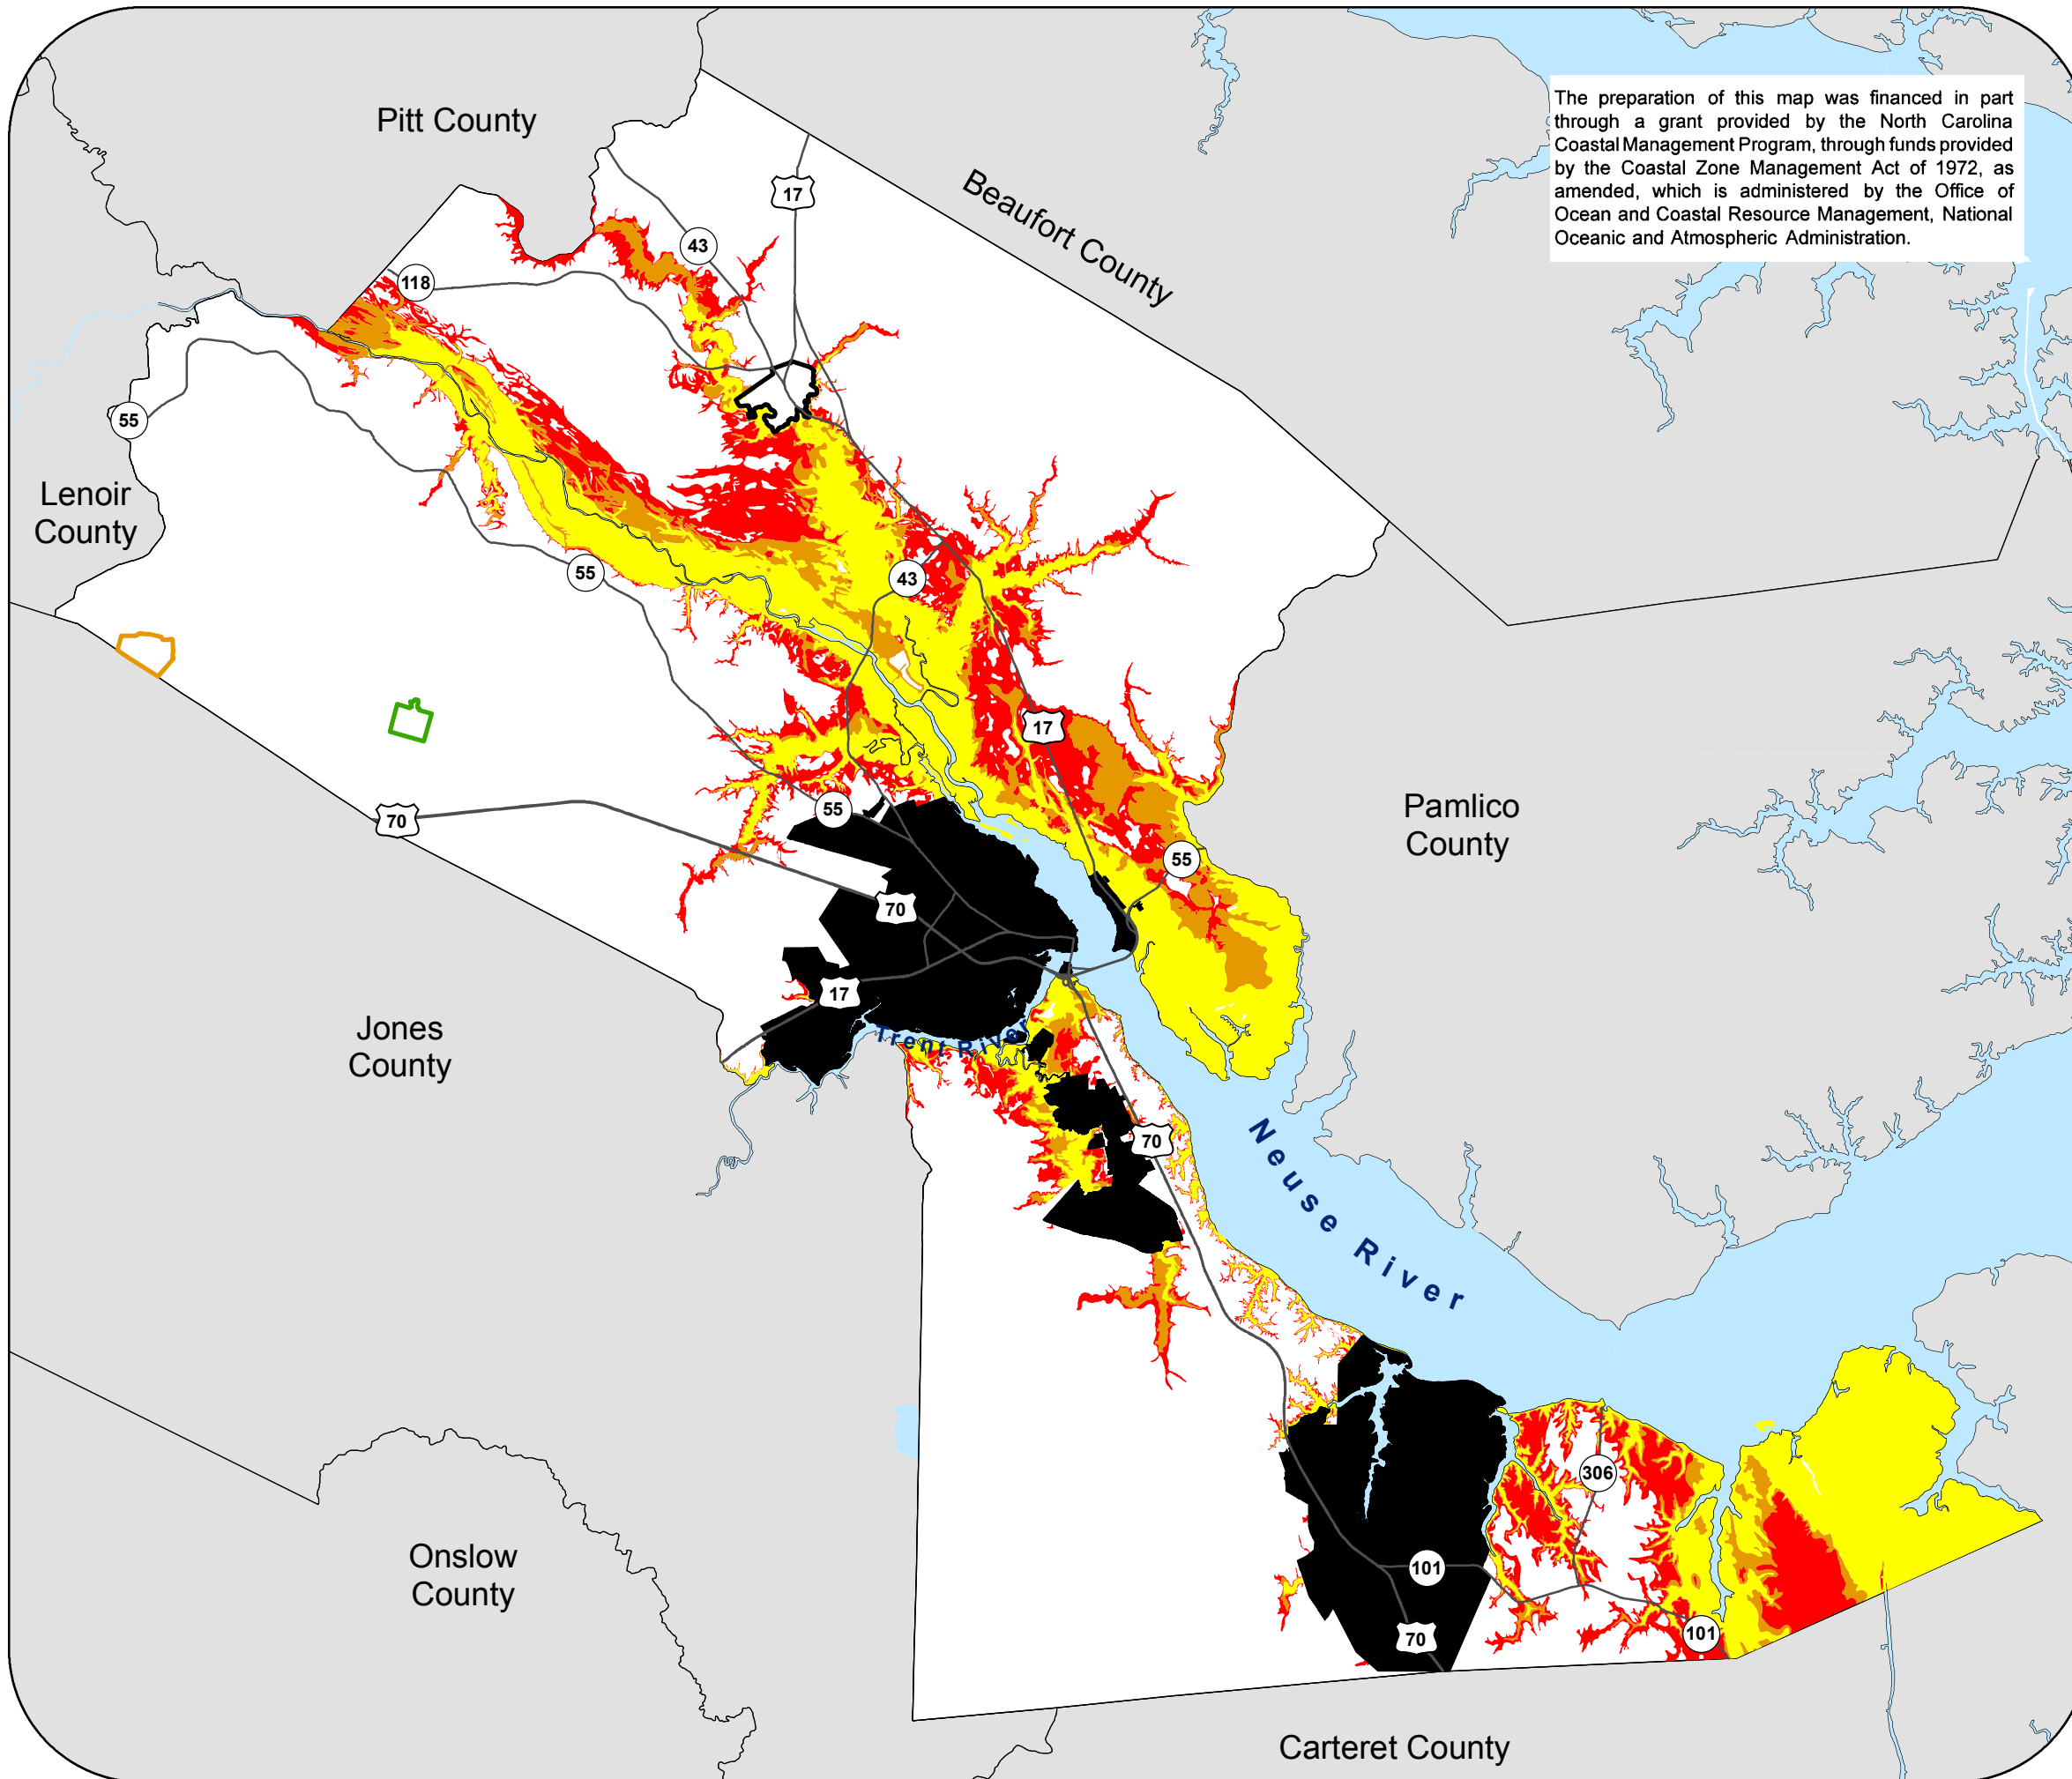 The preparation of this map was financed in part
through a grant provided by the North Carolina
Coastal Management Program, through funds provided
by the Coastal Zone Management Act of 1972, as
amended, which is administered by the Office of
Ocean and Coastal Resource Management, National
Oceanic and Atmospheric Administration.
Pitt County
17
Beaufort County
43
118
55
Lenoir
County
55
43
17
70
55
Pamlico
County
55
70
17
Jones
County
Trent River
70
Neuse River
306
Onslow
County
101
70
101
Carteret County